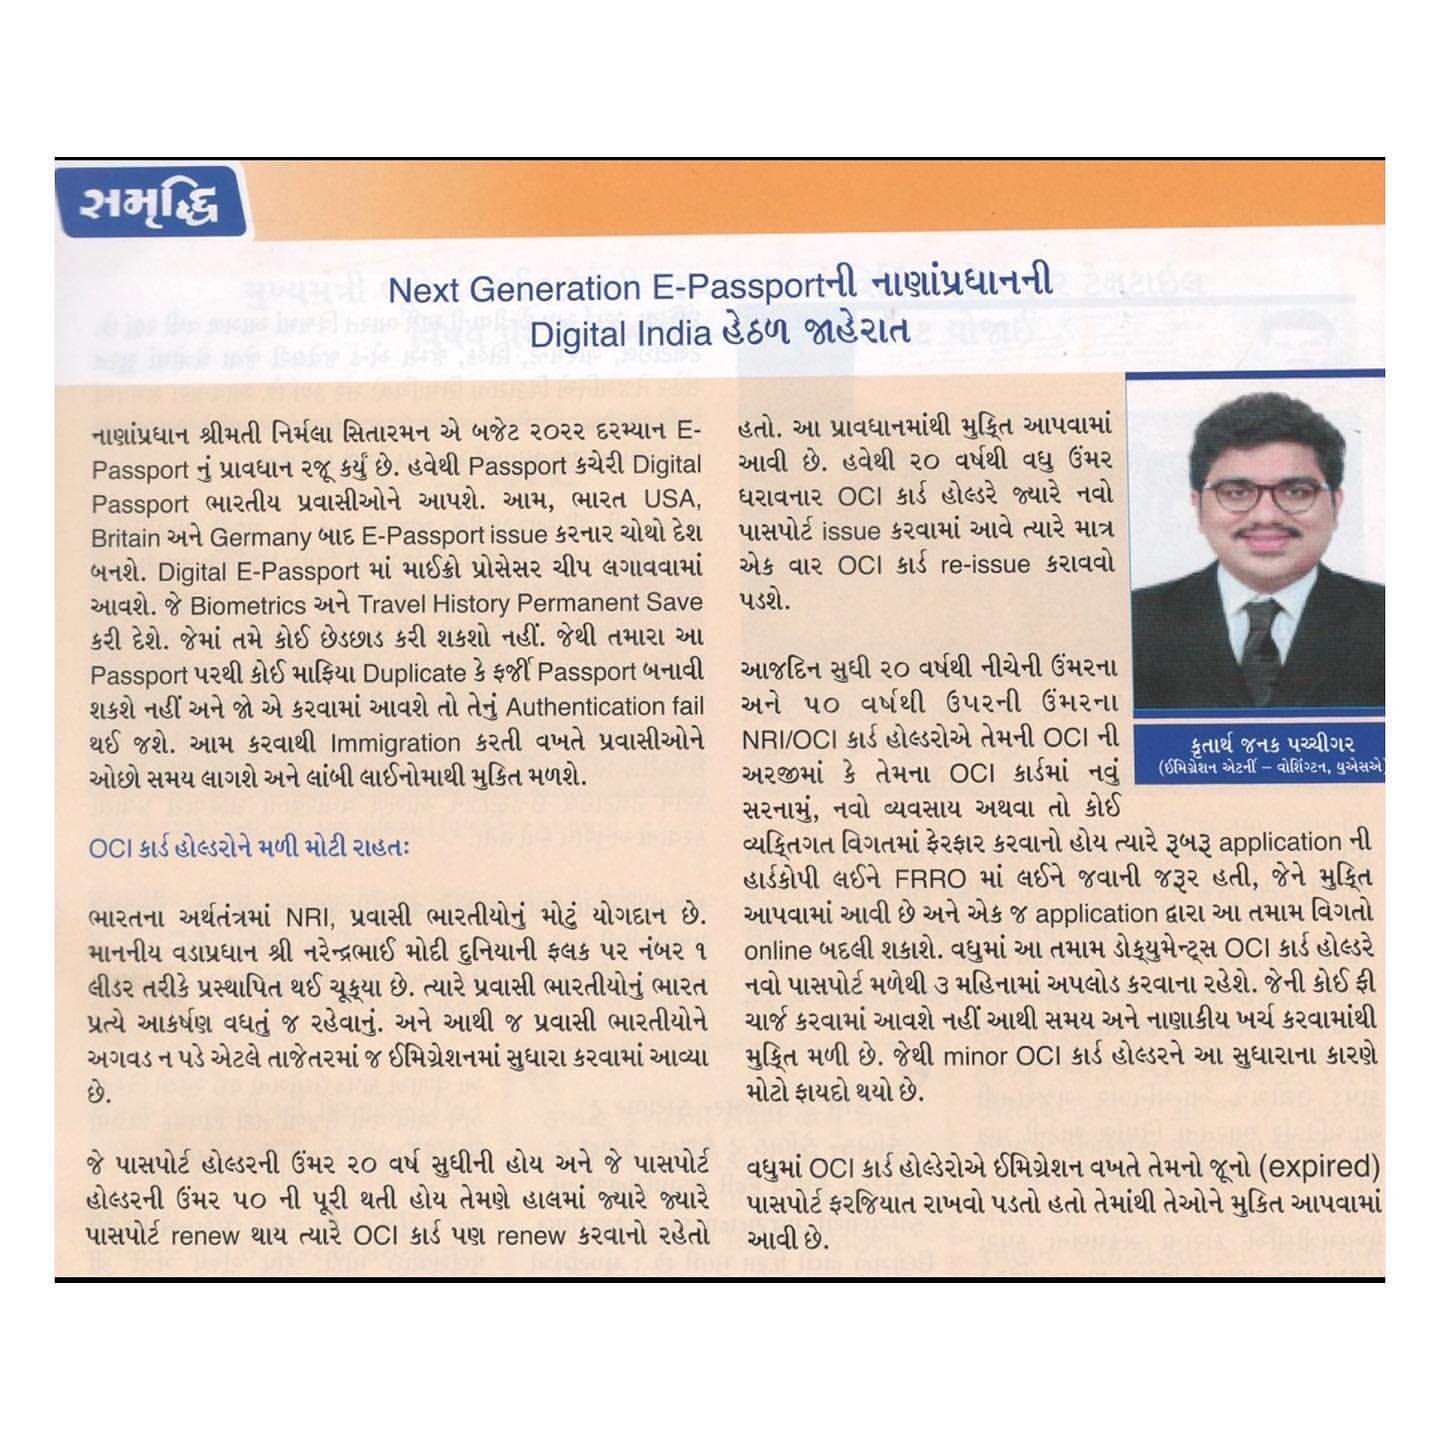 સમૃદ્ધિ
Next Generation E-Passportની નાણાંપ્રધાનની
Digital India હેઠળ જાહેરાત
નાણાંપ્રધાન શ્રીમતી નિર્મલા સિતારમન એ બજેટ ૨૦૨૨ દરમ્યાન E-
Passport નું પ્રાવધાન રજૂ કર્યું છે. હવેથી Passport કચેરી Digital
Passport ભારતીય પ્રવાસીઓને આપશે. આમ, ભારત USA,
Britain અને Germany બાદ E-Passport issue કરનાર ચોથો દેશ
બનશે. Digital E-Passport માં માઈક્રો પ્રોસેસર ચીપ લગાવવામાં
આવશે. જે Biometrics અને Travel History Permanent Save
કરી દેશે. જેમાં તમે કોઈ છેડછાડ કરી શકશો નહીં. જેથી તમારા આ
Passport પરથી કોઈ માફિયા Duplicate કે ફર્જી Passport બનાવી
શકશે નહીં અને જો એ કરવામાં આવશે તો તેનું Authentication fail
થઈ જશે. આમ કરવાથી Immigration કરતી વખતે પ્રવાસીઓને
ઓછો સમય લાગશે અને લાંબી લાઈનોમાથી મુકિત મળશે.
OCI કાર્ડ હોલ્ડરોને મળી મોટી રાહતઃ
ભારતના અર્થતંત્રમાં NRI, પ્રવાસી ભારતીયોનું મોટું યોગદાન છે.
માનનીય વડાપ્રધાન શ્રી નરેન્દ્રભાઈ મોદી દુનિયાની ફલક પર નંબર ૧
લીડર તરીકે પ્રસ્થાપિત થઈ ચૂક્યા છે. ત્યારે પ્રવાસી ભારતીયોનું ભારત
પ્રત્યે આકર્ષણ વધતું જ રહેવાનું. અને આથી જ પ્રવાસી ભારતીયોને
અગવડ ન પડે એટલે તાજેતરમાં જ ઈમિગ્રેશનમાં સુધારા કરવામાં આવ્યા
છે.
જે પાસપોર્ટ હોલ્ડરની ઉંમર ૨૦ વર્ષ સુધીની હોય અને જે પાસપોર્ટ
હોલ્ડરની ઉંમર ૫૦ ની પૂરી થતી હોય તેમણે હાલમાં જ્યારે જ્યારે
પાસપોર્ટ renew થાય ત્યારે OCI કાર્ડ પણ renew કરવાનો રહેતો
હતો. આ પ્રાવધાનમાંથી મુક્તિ આપવામાં
આવી છે. હવેથી ૨૦ વર્ષથી વધુ ઉંમર
ધરાવનાર OCI કાર્ડ હોલ્ડરે જ્યારે નવો
પાસપોર્ટ issue કરવામાં આવે ત્યારે માત્ર
એક વાર OCI કાર્ડ re-issue કરાવવો
પડશે.
આજદિન સુધી ૨૦ વર્ષથી નીચેની ઉંમરના
અને ૫૦ વર્ષથી ઉપરની ઉંમરના
NRI/OCI કાર્ડ હોલ્ડરોએ તેમની OCI ની
અરજીમાં કે તેમના OCI કાર્ડમાં નવું
સરનામું, નવો વ્યવસાય અથવા તો કોઈ
વ્યક્તિગત વિગતમાં ફેરફાર કરવાનો હોય ત્યારે રૂબરૂ application ની
હાર્ડકોપી લઈને FRRO માં લઈને જવાની જરૂર હતી, જેને મુક્તિ
આપવામાં આવી છે અને એક જ application દ્વારા આ તમામ વિગતો
online બદલી શકાશે. વધુમાં આ તમામ ડોક્યુમેન્ટ્સ OCI કાર્ડ હોલ્ડરે
નવો પાસપોર્ટ મળેથી ૩ મહિનામાં અપલોડ કરવાના રહેશે. જેની કોઈ ફી
ચાર્જ કરવામાં આવશે નહીં આથી સમય અને નાણાકીય ખર્ચ કરવામાંથી
મુક્તિ મળી છે. જેથી minor OCI કાર્ડ હોલ્ડરને આ સુધારાના કારણે
મોટો ફાયદો થયો છે.
વધુમાં OCI કાર્ડ હોલ્ડેરોએ ઈમિગ્રેશન વખતે તેમનો જૂનો (expired)
પાસપોર્ટ ફરજિયાત રાખવો પડતો હતો તેમાંથી તેઓને મુકિત આપવામાં
આવી છે.
કૃતાર્થ જનક પચ્ચીગર
(ઈમિગ્રેશન એટર્ની – વોશિંગ્ટન, યુએસએ)